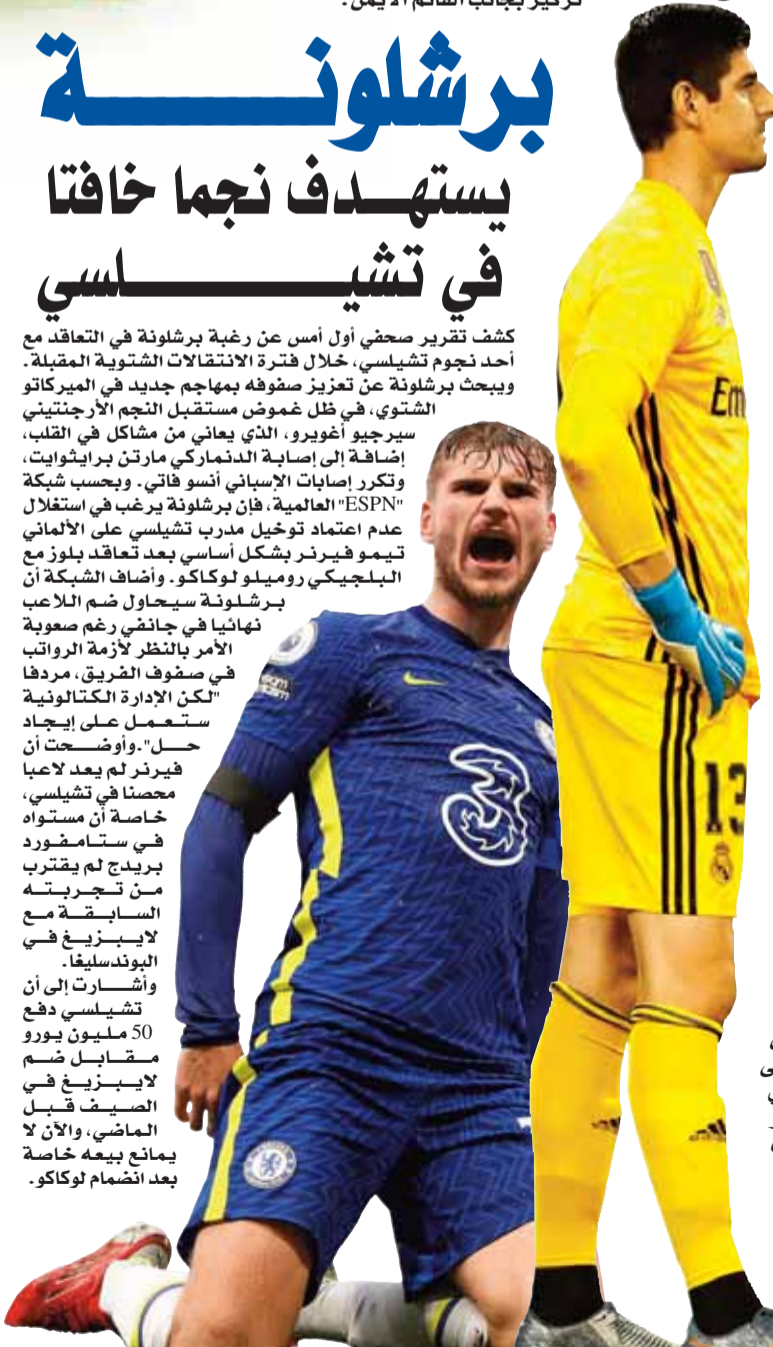 تركيز بجانب القائم الأيمن.
برشلونة
يستهدف نجما خافتا
في تشيلسي
كشف تقرير صحفي أول أمس عن رغبة برشلونة في التعاقد مع
أحد نجوم تشيلسي، خلال فترة الانتقالات الشتوية المقبلة.
ويبحث برشلونة عن تعزيز صفوفه بمهاجم جديد في الميركاتو
الشتوي، في ظل غموض مستقبل النجم الأرجنتيني
سيرجيو أغويرو، الذي يعاني من مشاكل في القلب،
إضافة إلى إصابة الدنماركي مارتن برايثوايت،
وتكرر إصابات الإسباني أنسو فاتي. وبحسب شبكة
"ESPN" العالمية، فإن برشلونة يرغب في استغلال
عدم اعتماد توخيل مدرب تشيلسي على الألماني
تيمو فيرنر بشكل أساسي بعد تعاقد بلوز مع
البلجيكي روميلو لوكاكو. وأضاف الشبكة أن
برشلونة سيحاول ضم اللاعب
نهائيا في جانفي رغم صعوبة
الأمر بالنظر لأزمة الرواتب
في صفوف الفريق، مردفا
"لكن الإدارة الكتالونية
ستعمل على إيجاد
حل". وأوضحت أن
فيرنر لم يعد لاعبا
محصنا في تشيلسي،
خاصة أن مستواه
في ستامفورد
بريدج لم يقترب
من تجربته
السابقة مع
لايبزيغ في
البوندسليغا.
وأشارت إلى أن
تشيلسي دفع
50 مليون يورو
مقابل ضم
لايبزيغ في
الصيف قبل
الماضي، والآن لا
يمانع بيعه خاصة
بعد انضمام لوكاكو.
3
Em
13